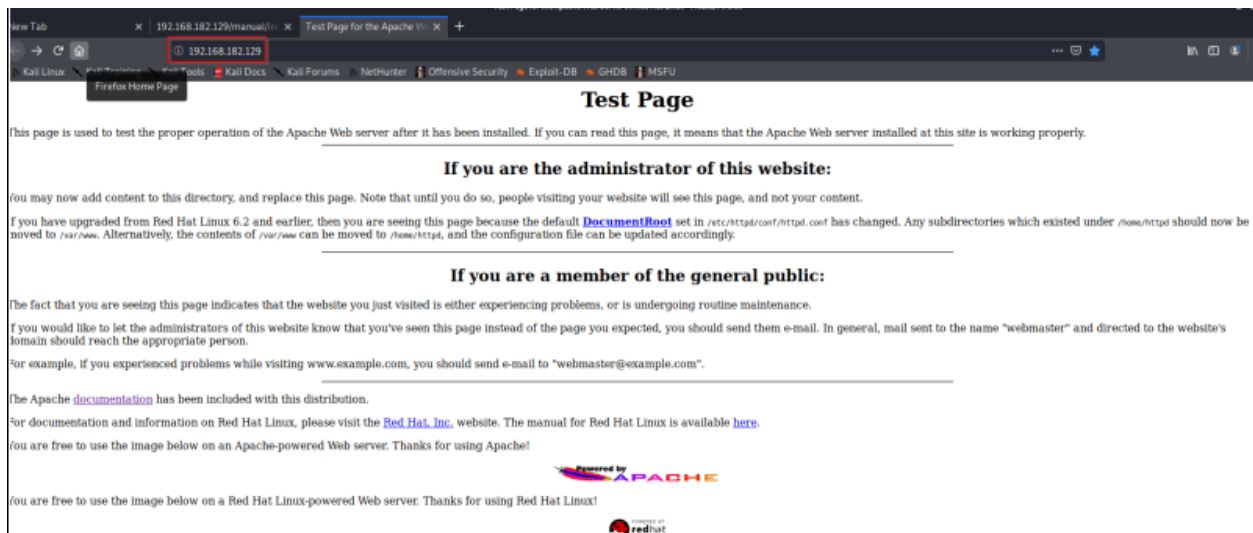 New Tab
192.168.182.129/manual/in
Test Page for the Apache W
192.168.182.129
Kali Linux
Kali Training
Kali Tools
Kali Docs
Kali Forums
NetHunter
Offensive Security
Exploit-DB
GHDB
MSFU
Firefox Home Page
Test Page
This page is used to test the proper operation of the Apache Web server after it has been installed. If you can read this page, it means that the Apache Web server installed at this site is working properly.
If you are the administrator of this website:
You may now add content to this directory, and replace this page. Note that until you do so, people visiting your website will see this page, and not your content.
If you have upgraded from Red Hat Linux 6.2 and earlier, then you are seeing this page because the default DocumentRoot set in /etc/httpd/conf/httpd.conf has changed. Any subdirectories which existed under /home/httpd should now be
moved to /var/www. Alternatively, the contents of /var/www can be moved to /home/httpd, and the configuration file can be updated accordingly.
If you are a member of the general public:
The fact that you are seeing this page indicates that the website you just visited is either experiencing problems, or is undergoing routine maintenance.
If you would like to let the administrators of this website know that you've seen this page instead of the page you expected, you should send them e-mail. In general, mail sent to the name "webmaster" and directed to the website's
domain should reach the appropriate person.
For example, if you experienced problems while visiting www.example.com, you should send e-mail to "webmaster@example.com".
The Apache documentation has been included with this distribution.
For documentation and information on Red Hat Linux, please visit the Red Hat, Inc. website. The manual for Red Hat Linux is available here.
You are free to use the image below on an Apache-powered Web server. Thanks for using Apache!
Powered by
APACHE
You are free to use the image below on a Red Hat Linux-powered Web server. Thanks for using Red Hat Linux!
POWERED BY
redhat